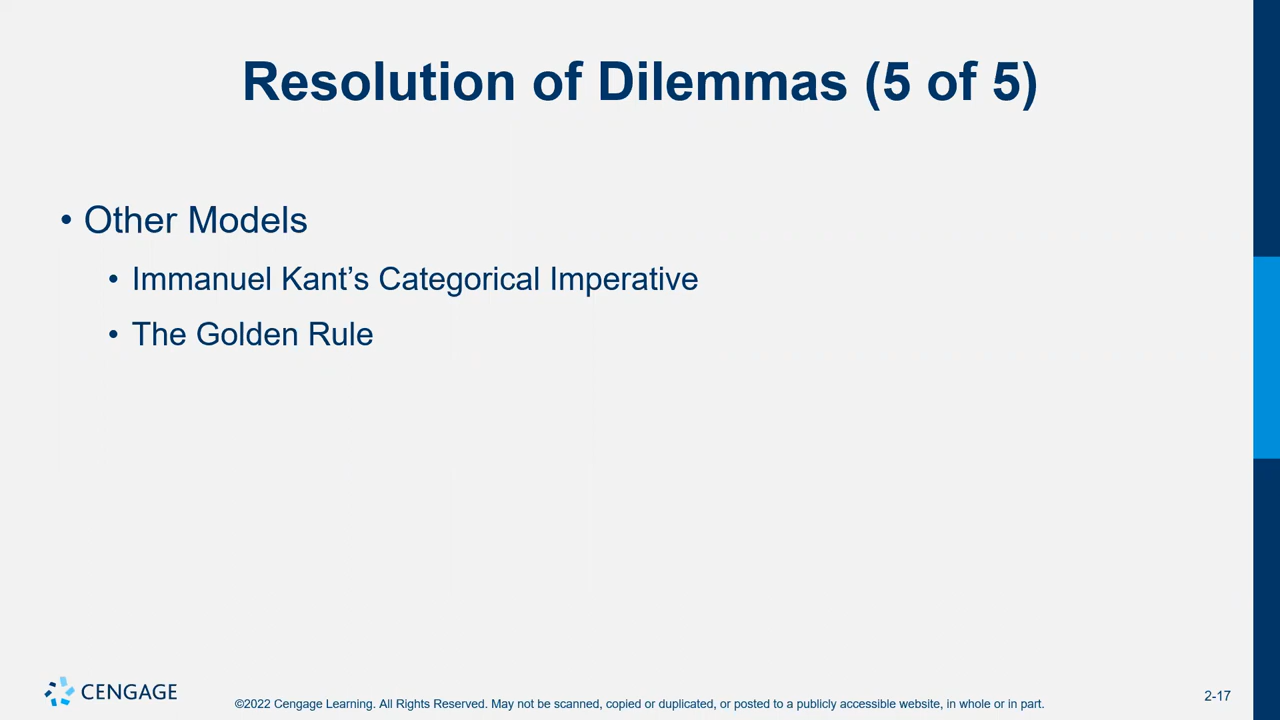 Resolution of Dilemmas (5 of 5)
• Other Models
• Immanuel Kant’s Categorical Imperative
• The Golden Rule
CENGAGE
©2022 Cengage Learning. All Rights Reserved. May not be scanned, copied or duplicated, or posted to a publicly accessible website, in whole or in part.
2-17